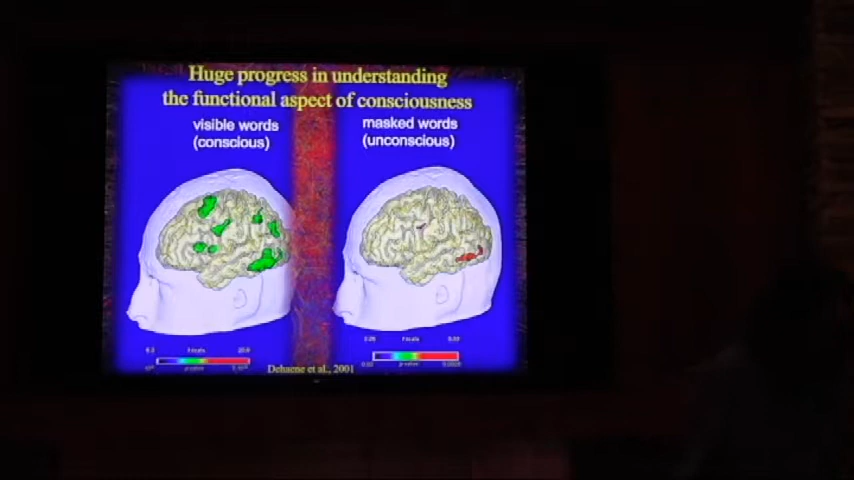 Huge progress in understanding
the functional aspect of consciousness
visible words
(conscious)
masked words
(unconscious)
Dehaene et al., 2001